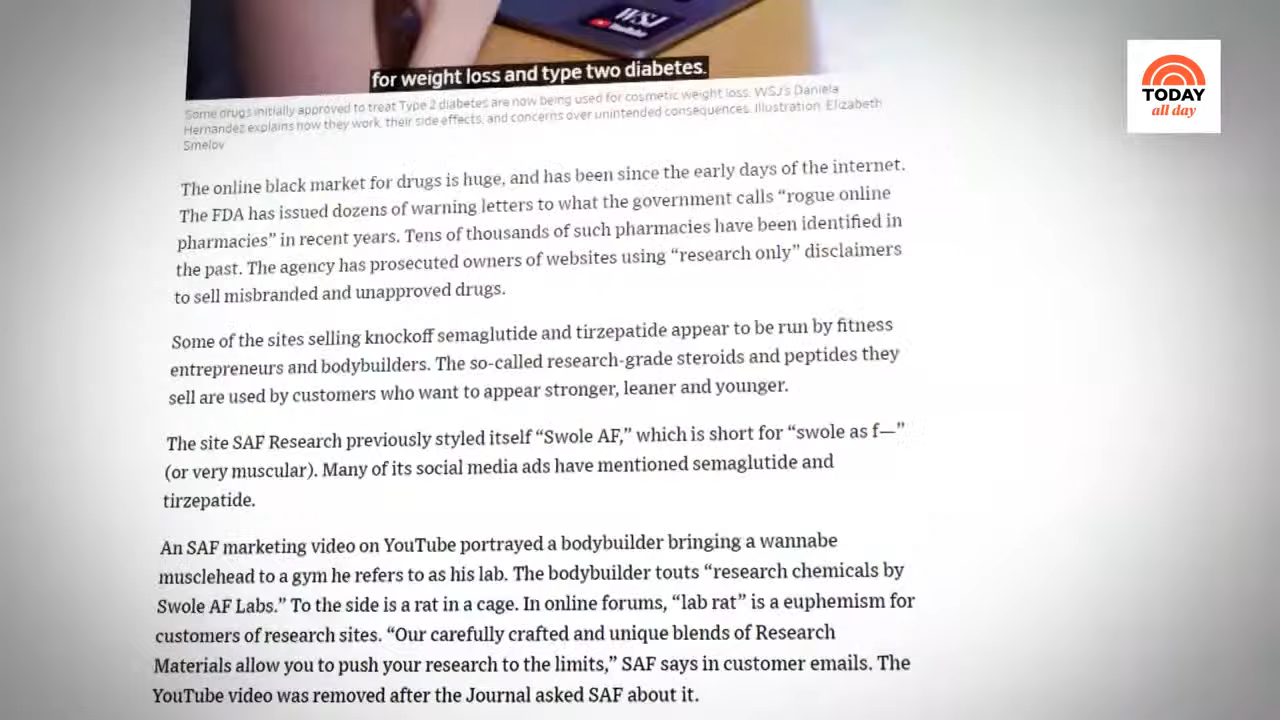 WSJ
YouTube
for weight loss and type two diabetes.
TODAY
all day
Some drugs initially approved to treat Type 2 diabetes are now being used for cosmetic weight loss. WSJ's Daniela
Hernandez explains how they work, their side effects, and concerns over unintended consequences. Illustration: Elizabeth
Smelov
The online black market for drugs is huge, and has been since the early days of the internet.
The FDA has issued dozens of warning letters to what the government calls “rogue online
pharmacies” in recent years. Tens of thousands of such pharmacies have been identified in
the past. The agency has prosecuted owners of websites using “research only” disclaimers
to sell misbranded and unapproved drugs.
Some of the sites selling knockoff semaglutide and tirzepatide appear to be run by fitness
entrepreneurs and bodybuilders. The so-called research-grade steroids and peptides they
sell are used by customers who want to appear stronger, leaner and younger.
The site SAF Research previously styled itself “Swole AF,” which is short for “swole as f—”
(or very muscular). Many of its social media ads have mentioned semaglutide and
tirzepatide.
An SAF marketing video on YouTube portrayed a bodybuilder bringing a wannabe
musclehead to a gym he refers to as his lab. The bodybuilder touts “research chemicals by
Swole AF Labs.” To the side is a rat in a cage. In online forums, “lab rat” is a euphemism for
customers of research sites. “Our carefully crafted and unique blends of Research
Materials allow you to push your research to the limits,” SAF says in customer emails. The
YouTube video was removed after the Journal asked SAF about it.